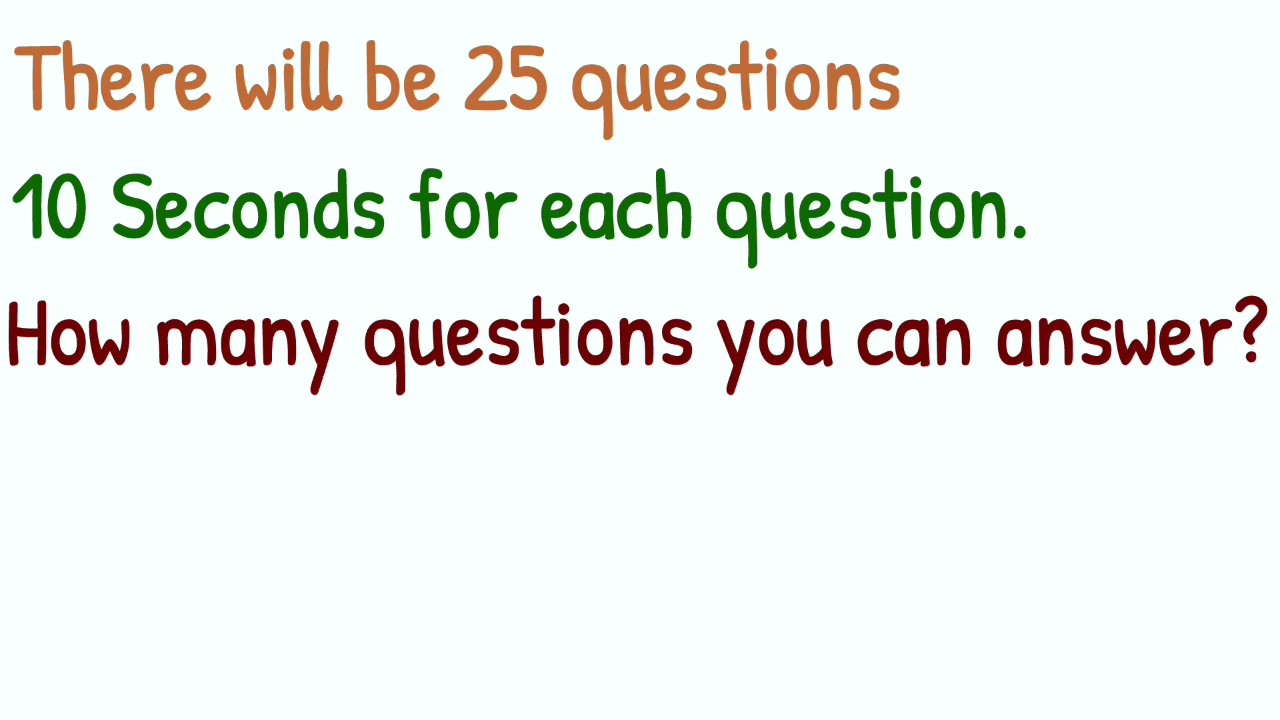 There will be 25 questions
10 Seconds for each question.
How many questions you can answer?